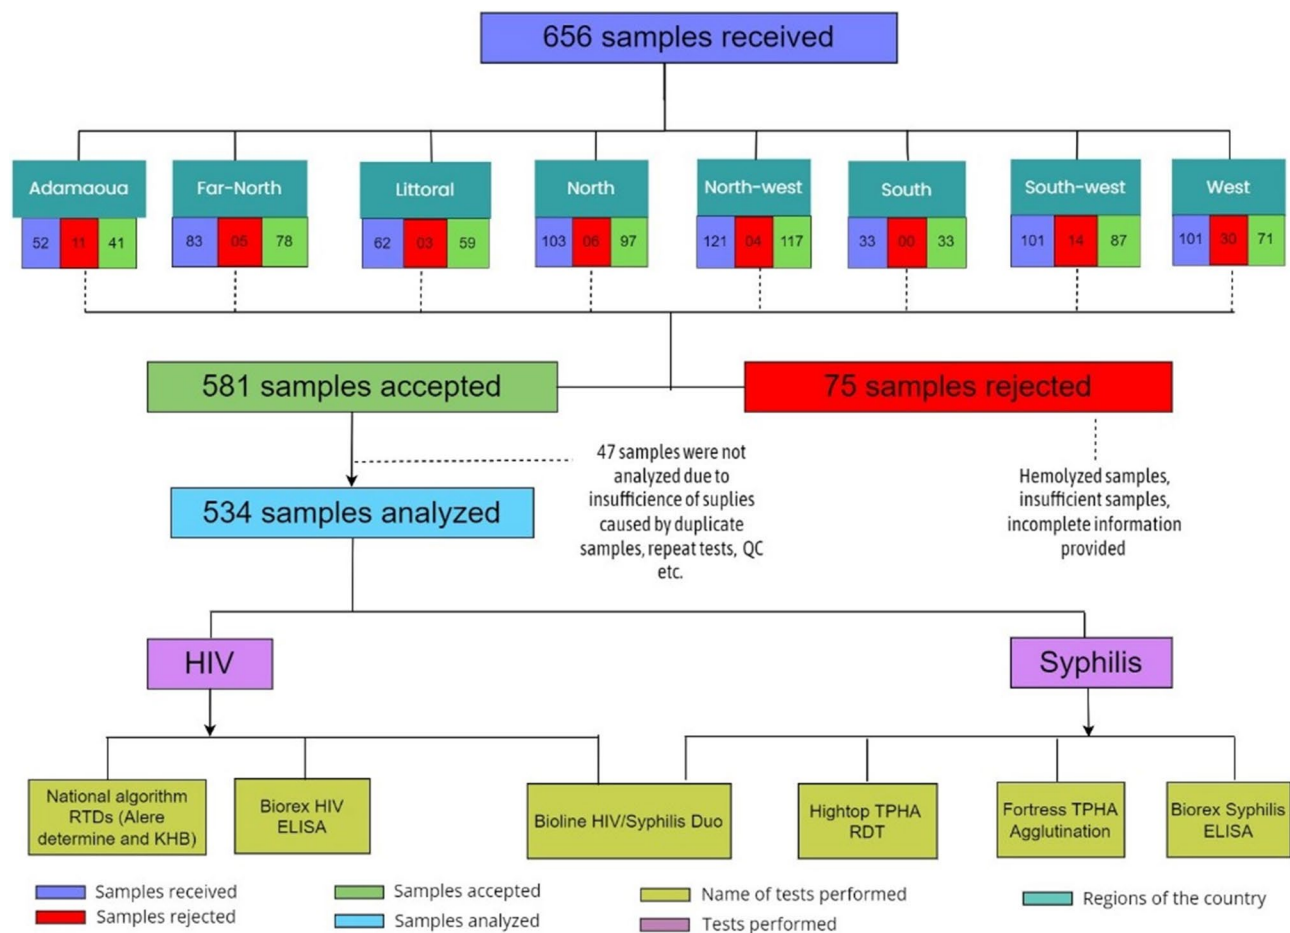 656 samples received
Adamaoua
Far-North
Littoral
North
North-west
South
South-west
West
52 11 41
83 05 78
62 03 59
103 06 97
121 04 117
33 00 33
101 14 87
101 30 71
581 samples accepted
75 samples rejected
47 samples were not
analyzed due to
insufficience of suplies
caused by duplicate
samples, repeat tests, QC
etc.
Hemolyzed samples,
insufficient samples,
incomplete information
provided
534 samples analyzed
HIV
Syphilis
National algorithm
RTDs (Alere
determine and KHB)
Biorex HIV
ELISA
Bioline HIV/Syphilis Duo
Hightop TPHA
RDT
Fortress TPHA
Agglutination
Biorex Syphilis
ELISA
Samples received
Samples rejected
Samples accepted
Samples analyzed
Name of tests performed
Tests performed
Regions of the country